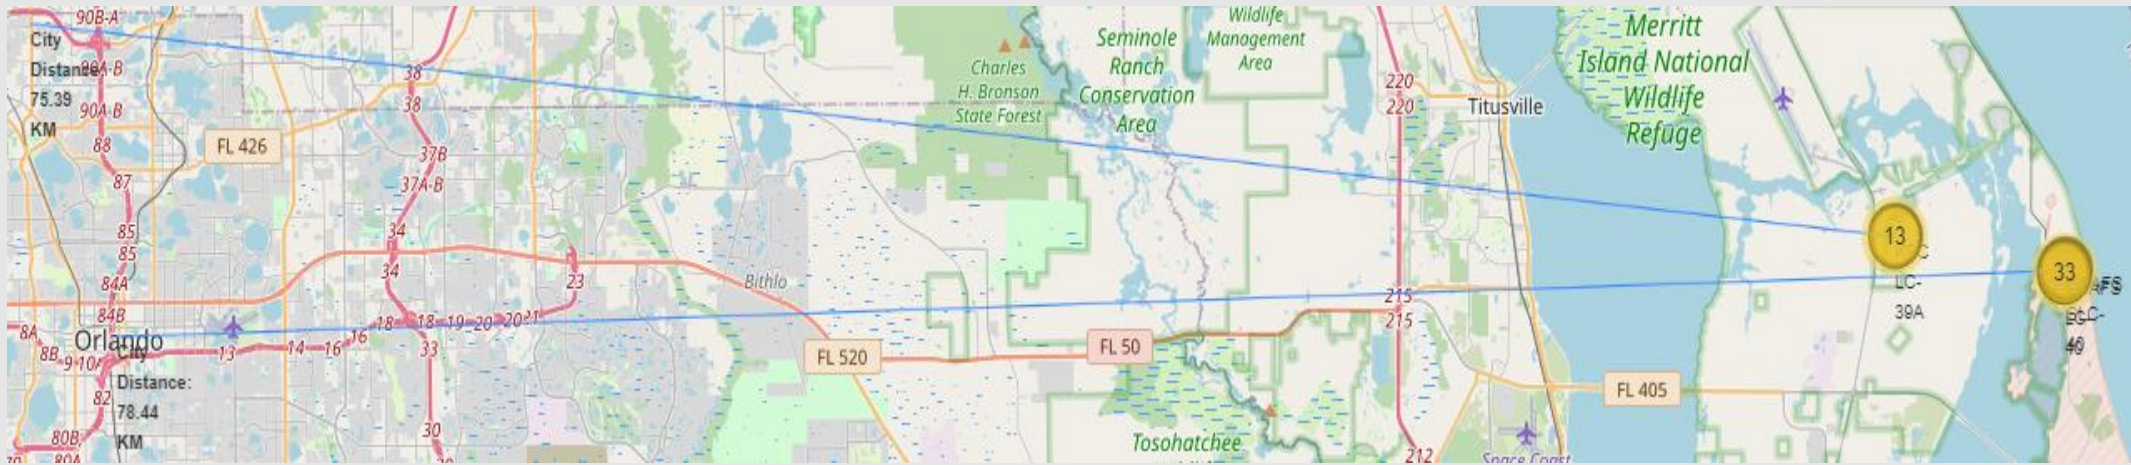 90B-A
City
Distance
90A-B
75.39
90A-B
KM
88
87
85
85
84A
84B
FL 426
38
38
37B
37A-B
34
34
Charles
H. Bronson
State Forest
Seminole
Ranch
Conservation
Area
Wildlife
Management
Area
220
220
Titusville
Merritt
Island National
Wildlife
Refuge
13
LC-
39A
33
AFS
SLC-
40
23
Bithlo
8A
8B
9-10A
Orlando
City
Distance:
78.44
KM
82
80B
80A
13
14
16
16
18
18
19
20
20
21
33
30
FL 520
FL 50
215
215
FL 405
Tosohatchee
212
Space Coast